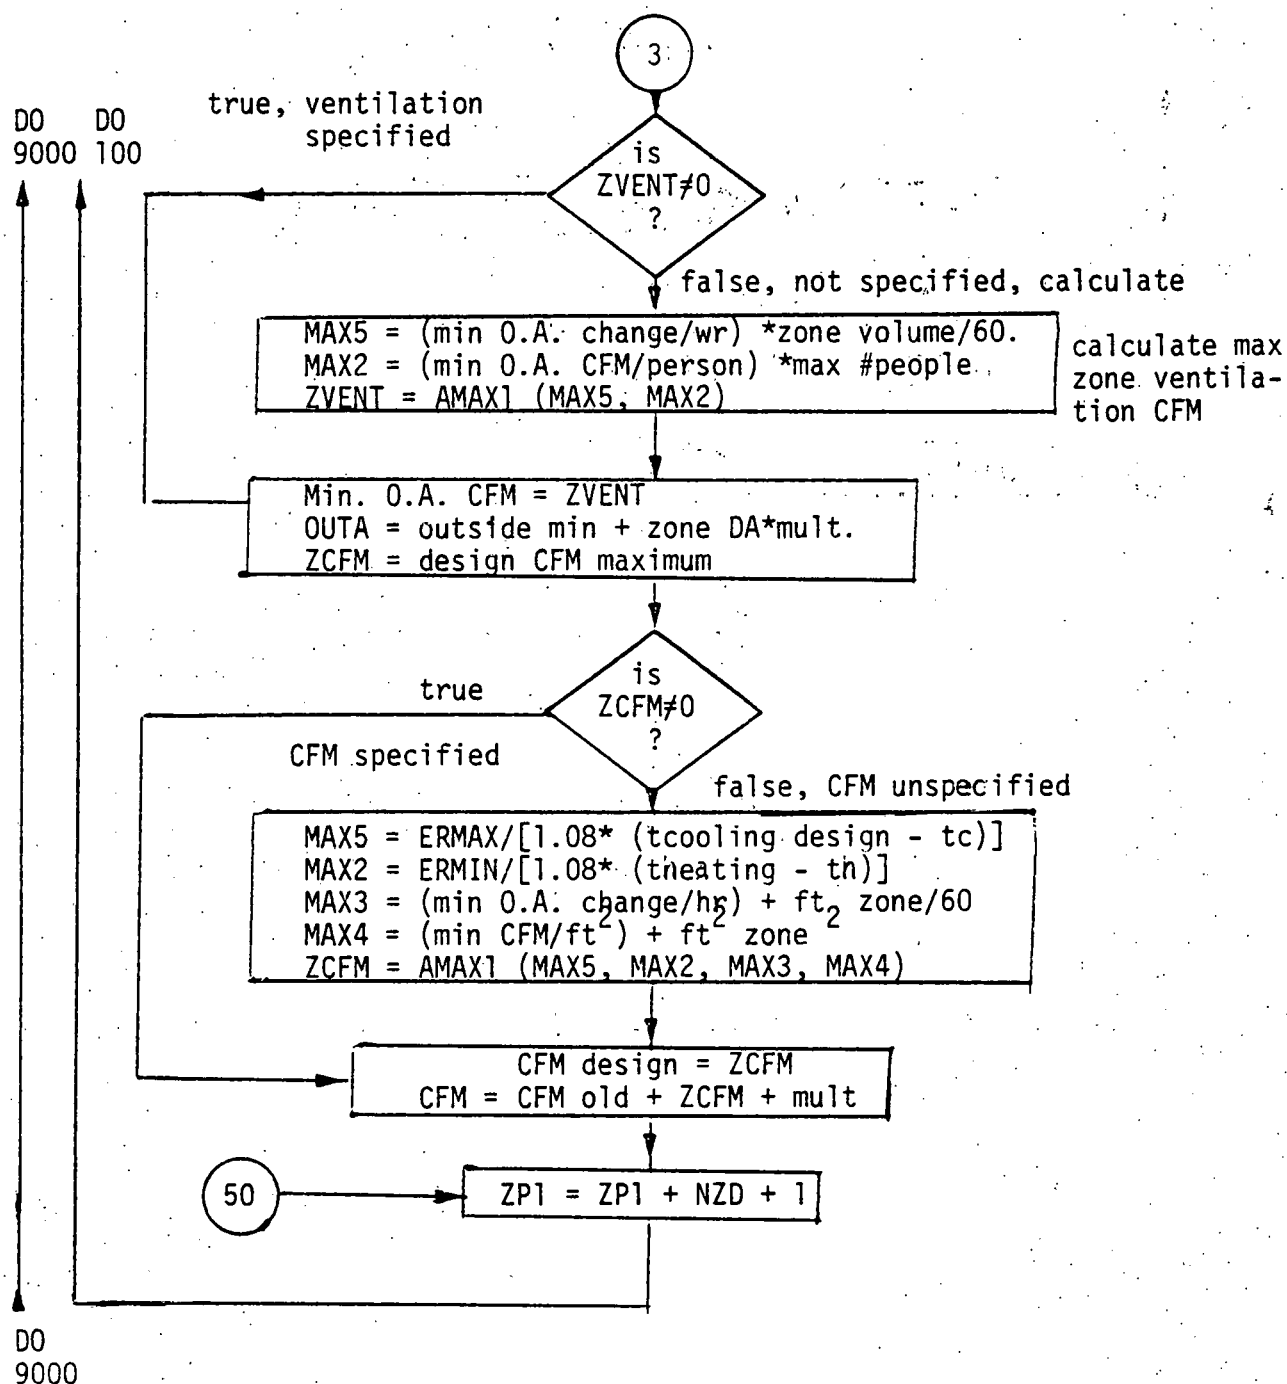 3
DO DO
9000 100
true, ventilation
specified
is
ZVENT≠0
?
false, not specified, calculate
MAX5 = (min O.A. change/wr) *zone volume/60.
MAX2 = (min O.A. CFM/person) *max #people
ZVENT = AMAX1 (MAX5, MAX2)
calculate max
zone ventila-
tion CFM
Min. O.A. CFM = ZVENT
OUTA = outside min + zone DA*mult.
ZCFM = design CFM maximum
is
ZCFM≠0
?
true
CFM specified
false, CFM unspecified
MAX5 = ERMAX/[1.08* (tcooling design - tc)]
MAX2 = ERMIN/[1.08* (theating - th)]
MAX3 = (min O.A. change/hr) + ft2 zone/60
MAX4 = (min CFM/ft2) + ft2 zone 2
ZCFM = AMAX1 (MAX5, MAX2, MAX3, MAX4)
CFM design = ZCFM
CFM = CFM old + ZCFM + mult
50
ZP1 = ZP1 + NZD + 1
DO
9000